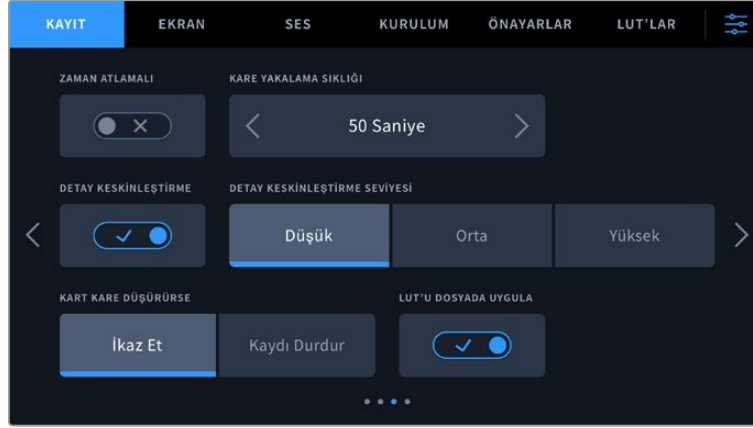 KAYIT EKRAN SES KURULUM ÖNAYARLAR LUT'LAR
ZAMAN ATLAMALI KARE YAKALAMA SIKLIĞI
50 Saniye
DETAY KESKİNLEŞTİRME DETAY KESKİNLEŞTİRME SEVİYESİ
Düşük Orta Yüksek
KART KARE DÜŞÜRÜRSE LUT'U DOSYADA UYGULA
İkaz Et Kaydı Durdur